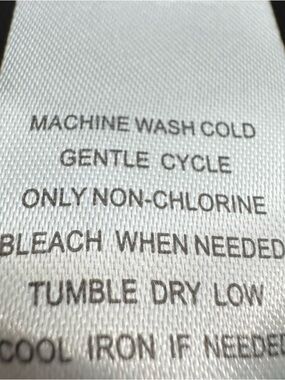 MACHINE WASH COLD
GENTLE CYCLE
ONLY NON-CHLORINE
BLEACH WHEN NEEDED
TUMBLE DRY LOW
COOL IRON IF NEEDED